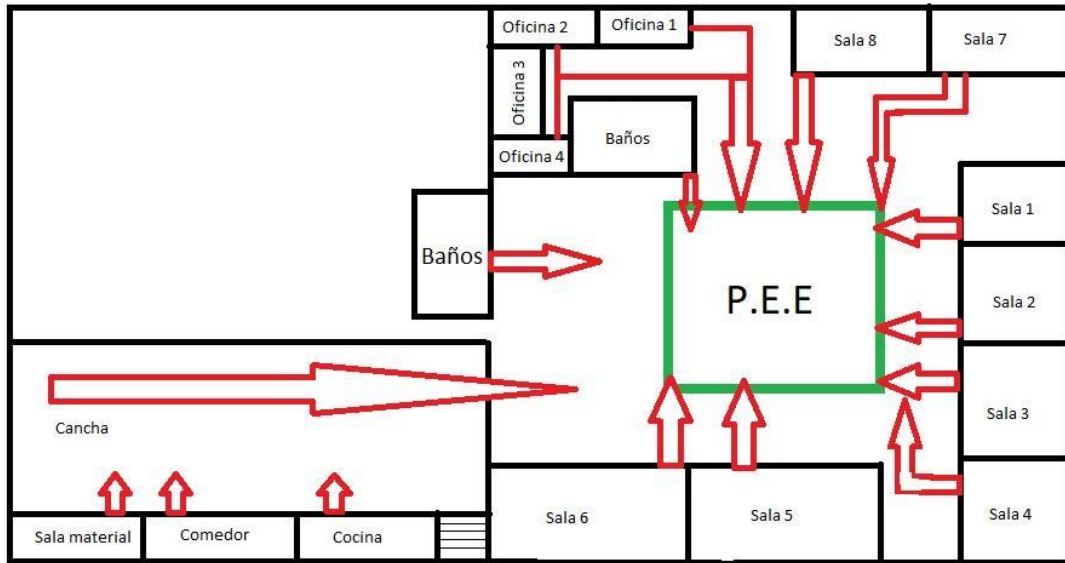 Oficina 2
Oficina 1
Sala 8
Sala 7
Oficina 3
Baños
Oficina 4
Sala 1
Baños
P.E.E
Sala 2
Cancha
Sala 3
Sala material
Comedor
Cocina
Sala 6
Sala 5
Sala 4